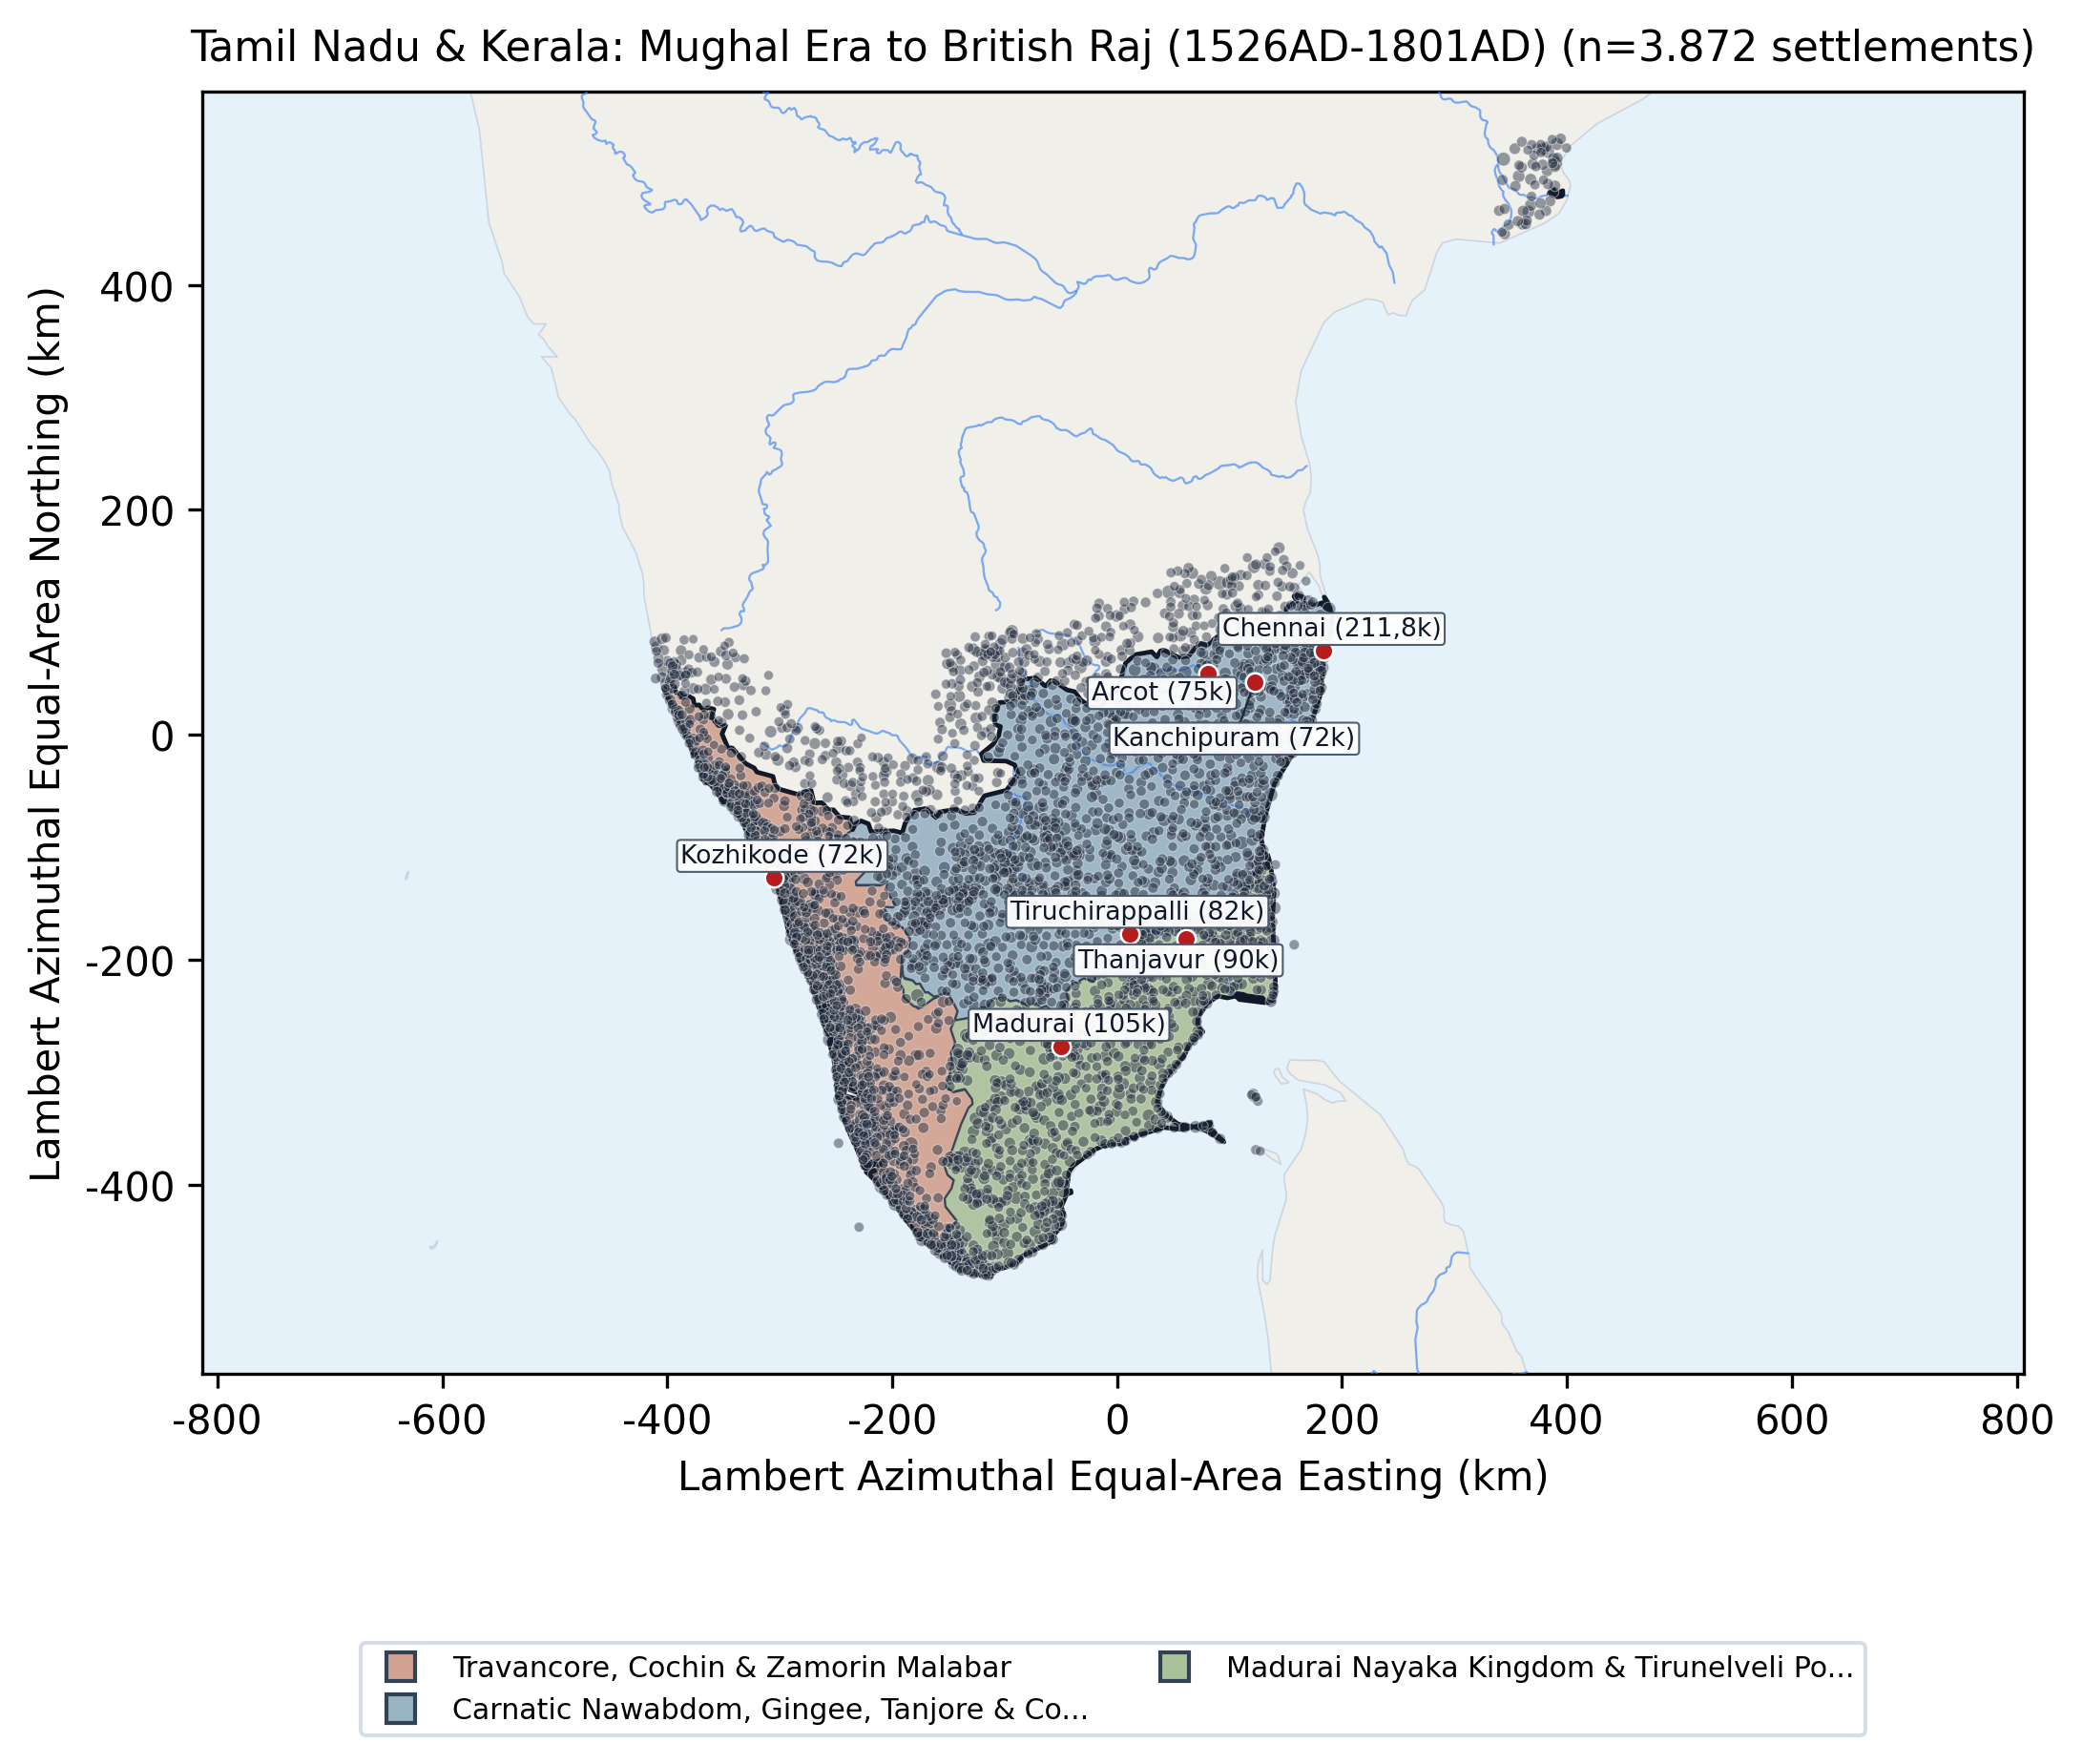 Tamil Nadu & Kerala: Mughal Era to British Raj (1526AD-1801AD) (n=3.872 settlements)
Lambert Azimuthal Equal-Area Northing (km)
400
200
0
-200
-400
Chennai (211,8k)
Arcot (75k)
Kanchipuram (72k)
Kozhikode (72k)
Tiruchirappalli (82k)
Thanjavur (90k)
Madurai (105k)
-800 -600 -400 -200 0 200 400 600 800
Lambert Azimuthal Equal-Area Easting (km)
Travancore, Cochin & Zamorin Malabar
Carnatic Nawabdom, Gingee, Tanjore & Co...
Madurai Nayaka Kingdom & Tirunelveli Po...